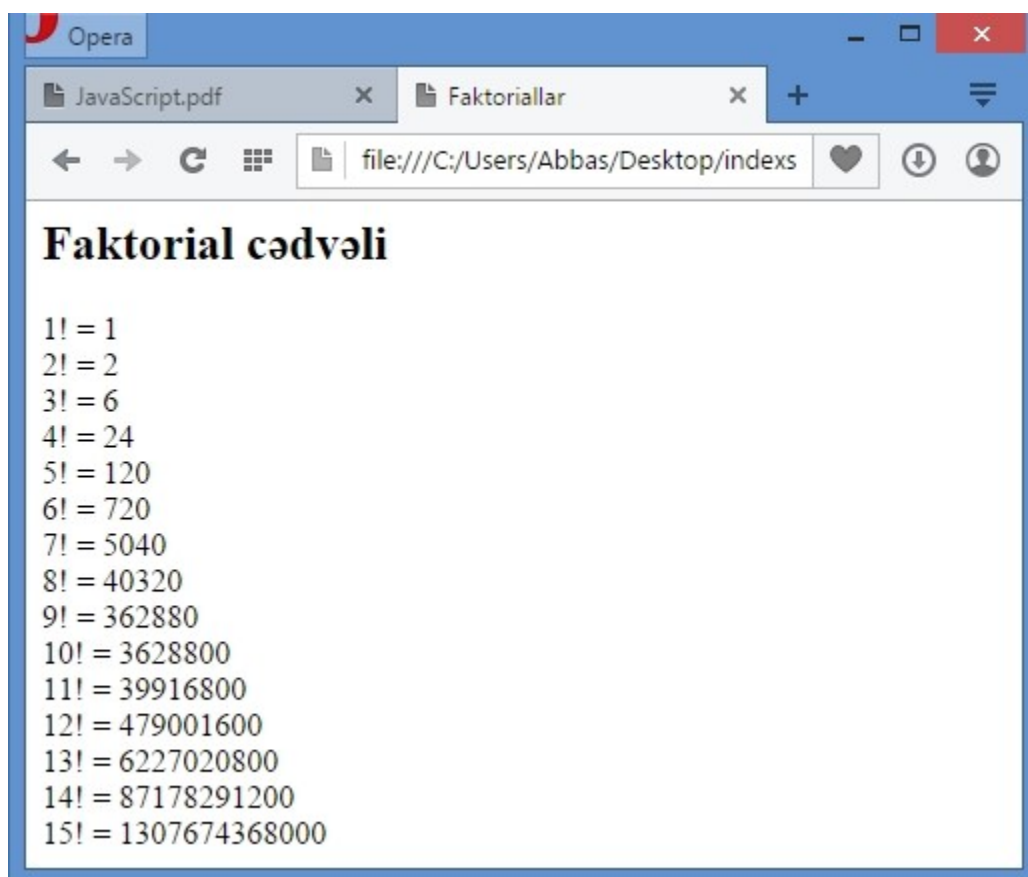 Opera
JavaScript.pdf
Faktoriallar
file:///C:/Users/Abbas/Desktop/indexs
Faktorial cədvəli
1! = 1
2! = 2
3! = 6
4! = 24
5! = 120
6! = 720
7! = 5040
8! = 40320
9! = 362880
10! = 3628800
11! = 39916800
12! = 479001600
13! = 6227020800
14! = 87178291200
15! = 1307674368000